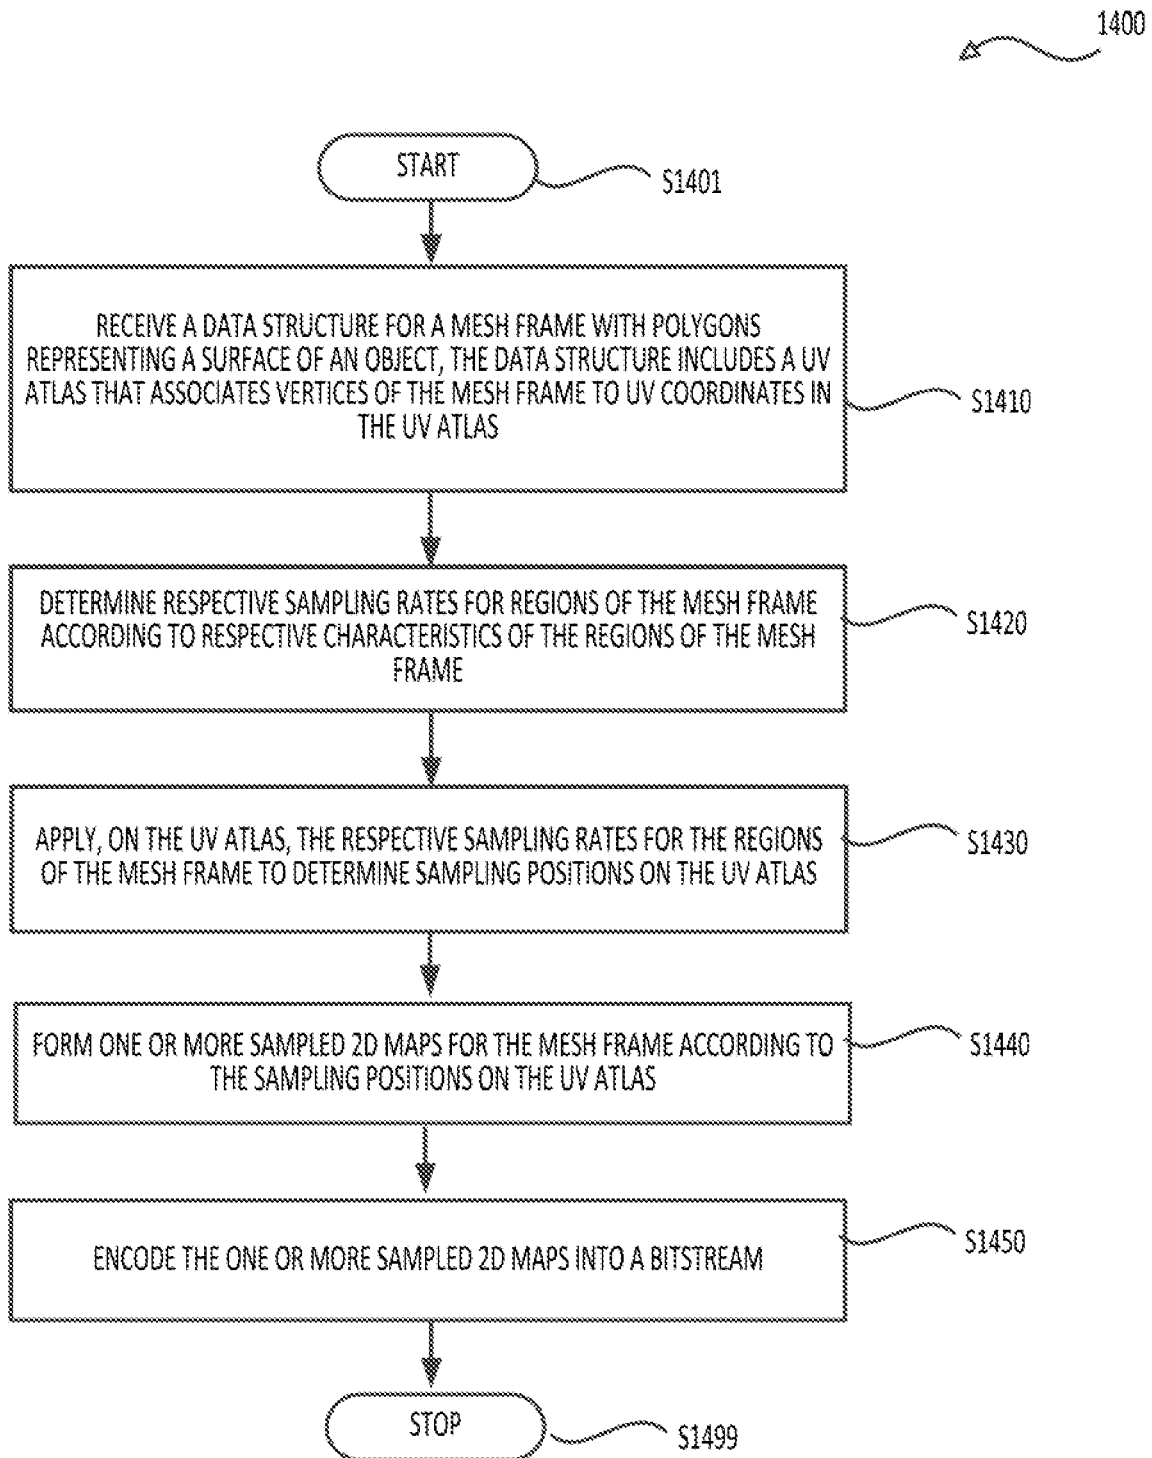 1400
START
S1401
RECEIVE A DATA STRUCTURE FOR A MESH FRAME WITH POLYGONS
REPRESENTING A SURFACE OF AN OBJECT, THE DATA STRUCTURE INCLUDES A UV
ATLAS THAT ASSOCIATES VERTICES OF THE MESH FRAME TO UV COORDINATES IN
THE UV ATLAS
S1410
DETERMINE RESPECTIVE SAMPLING RATES FOR REGIONS OF THE MESH FRAME
ACCORDING TO RESPECTIVE CHARACTERISTICS OF THE REGIONS OF THE MESH
FRAME
S1420
APPLY, ON THE UV ATLAS, THE RESPECTIVE SAMPLING RATES FOR THE REGIONS
OF THE MESH FRAME TO DETERMINE SAMPLING POSITIONS ON THE UV ATLAS
S1430
FORM ONE OR MORE SAMPLED 2D MAPS FOR THE MESH FRAME ACCORDING TO
THE SAMPLING POSITIONS ON THE UV ATLAS
S1440
ENCODE THE ONE OR MORE SAMPLED 2D MAPS INTO A BITSTREAM
S1450
STOP
S1499